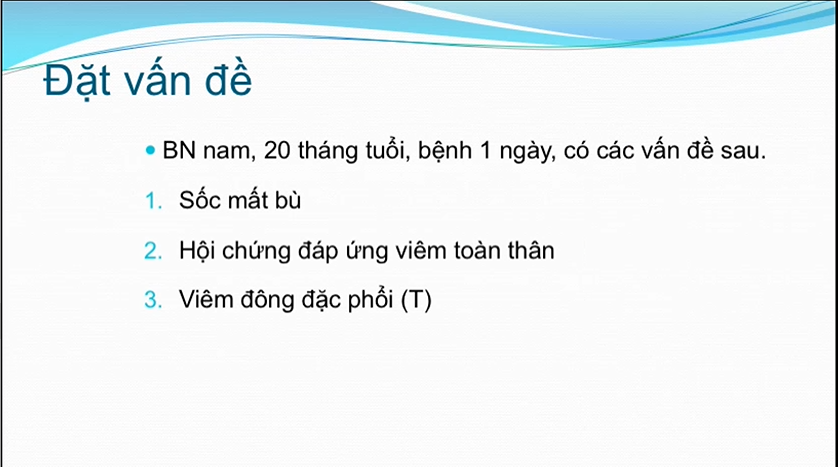 Đặt vấn đề
• BN nam, 20 tháng tuổi, bệnh 1 ngày, có các vấn đề sau.
1. Sốc mất bù
2. Hội chứng đáp ứng viêm toàn thân
3. Viêm đông đặc phổi (T)